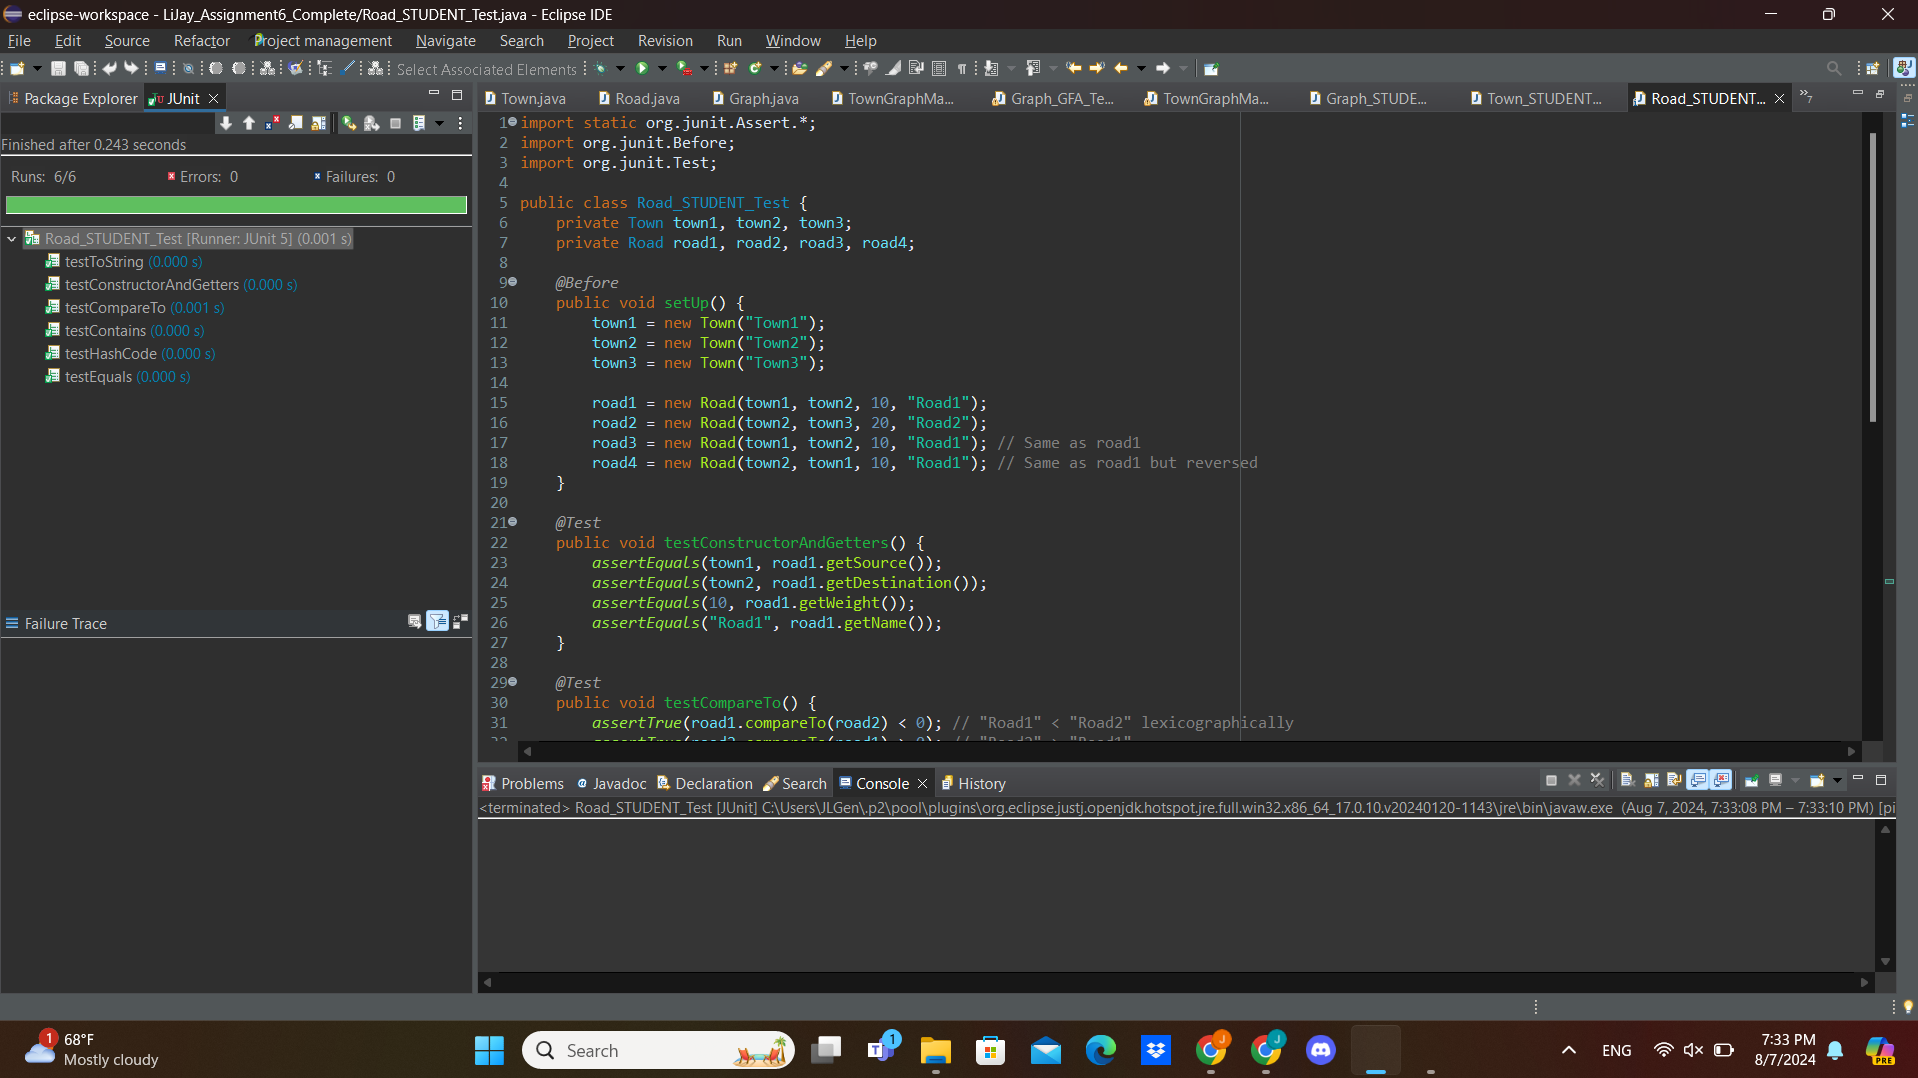 eclipse-workspace - LiJay_Assignment6_Complete/Road_STUDENT_Test.java - Eclipse IDE
File Edit Source Refactor Project management Navigate Search Project Revision Run Window Help
Select Associated Elements
Package Explorer JUnit
Finished after 0.243 seconds
Runs: 6/6 Errors: 0 Failures: 0
Road_STUDENT_Test [Runner: JUnit 5] (0.001 s)
testToString (0.000 s)
testConstructorAndGetters (0.000 s)
testCompareTo (0.001 s)
testContains (0.000 s)
testHashCode (0.000 s)
testEquals (0.000 s)
Failure Trace
Town.java Road.java Graph.java TownGraphMa... Graph_GFA_Te... TownGraphMa... Graph_STUDE... Town_STUDENT... Road_STUDENT... 7
1 import static org.junit.Assert.*;
2 import org.junit.Before;
3 import org.junit.Test;
4
5 public class Road_STUDENT_Test {
6 private Town town1, town2, town3;
7 private Road road1, road2, road3, road4;
8
9 @Before
10 public void setUp() {
11 town1 = new Town("Town1");
12 town2 = new Town("Town2");
13 town3 = new Town("Town3");
14
15 road1 = new Road(town1, town2, 10, "Road1");
16 road2 = new Road(town2, town3, 20, "Road2");
17 road3 = new Road(town1, town2, 10, "Road1"); // Same as road1
18 road4 = new Road(town2, town1, 10, "Road1"); // Same as road1 but reversed
19 }
20
21 @Test
22 public void testConstructorAndGetters() {
23 assertEquals(town1, road1.getSource());
24 assertEquals(town2, road1.getDestination());
25 assertEquals(10, road1.getWeight());
26 assertEquals("Road1", road1.getName());
27 }
28
29 @Test
30 public void testCompareTo() {
31 assertTrue(road1.compareTo(road2) < 0); // "Road1" < "Road2" lexicographically
Problems Javadoc Declaration Search Console History
<terminated> Road_STUDENT_Test [JUnit] C:\Users\JLGen\.p2\pool\plugins\org.eclipse.justj.openjdk.hotspot.jre.full.win32.x86_64_17.0.10.v20240120-1143\jre\bin\javaw.exe (Aug 7, 2024, 7:33:08 PM – 7:33:10 PM) [pi
1 68°F
Mostly cloudy
Search
1
ENG
7:33 PM
8/7/2024
PRE